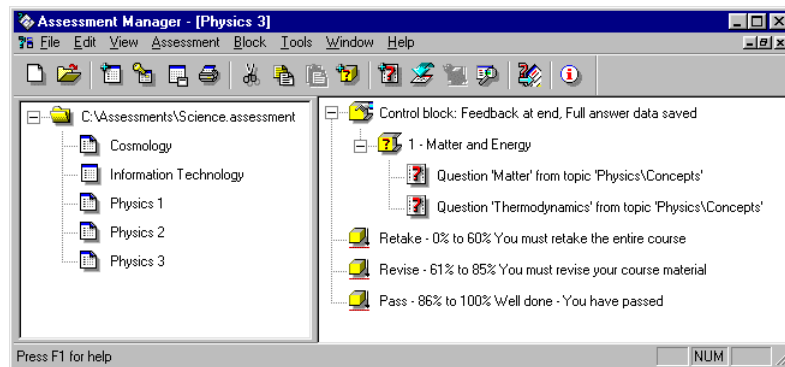 Assessment Manager - [Physics 3]
File Edit View Assessment Block Tools Window Help
C:\Assessments\Science.assessment
Cosmology
Information Technology
Physics 1
Physics 2
Physics 3
Control block: Feedback at end, Full answer data saved
1 - Matter and Energy
Question 'Matter' from topic 'Physics\Concepts'
Question 'Thermodynamics' from topic 'Physics\Concepts'
Retake - 0% to 60% You must retake the entire course
Revise - 61% to 85% You must revise your course material
Pass - 86% to 100% Well done - You have passed
Press F1 for help
NUM